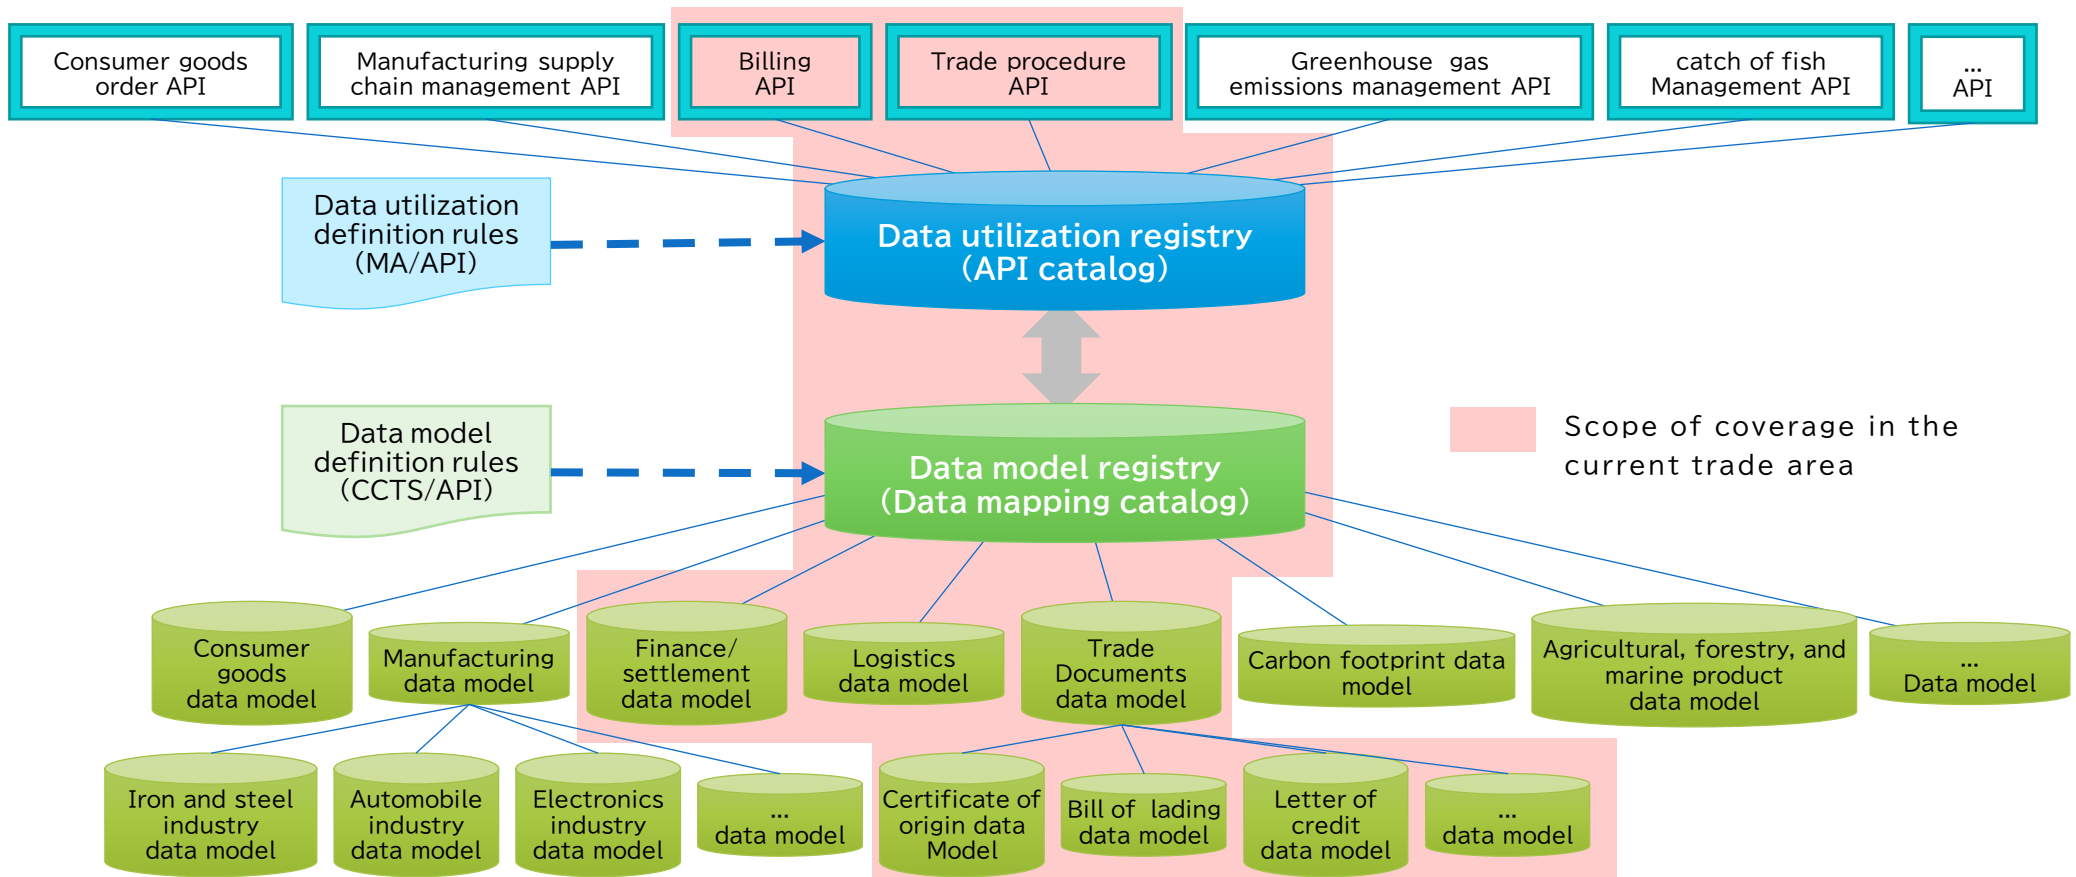 Consumer goods
order API
Manufacturing supply
chain management API
Billing
API
Trade procedure
API
Greenhouse gas
emissions management API
catch of fish
Management API
...
API
Data utilization
definition rules
(MA/API)
Data utilization registry
(API catalog)
Data model
definition rules
(CCTS/API)
Data model registry
(Data mapping catalog)
Scope of coverage in the
current trade area
Consumer
goods
data model
Manufacturing
data model
Finance/
settlement
data model
Logistics
data model
Trade
Documents
data model
Carbon footprint data
model
Agricultural, forestry, and
marine product
data model
...
Data model
Iron and steel
industry
data model
Automobile
industry
data model
Electronics
industry
data model
...
data model
Certificate of
origin data
Model
Bill of lading
data model
Letter of
credit
data model
...
data model